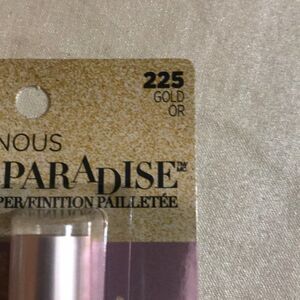 225
GOLD
OR
NOUS
PARADISE™
PER/FINITION PAILLETÉE